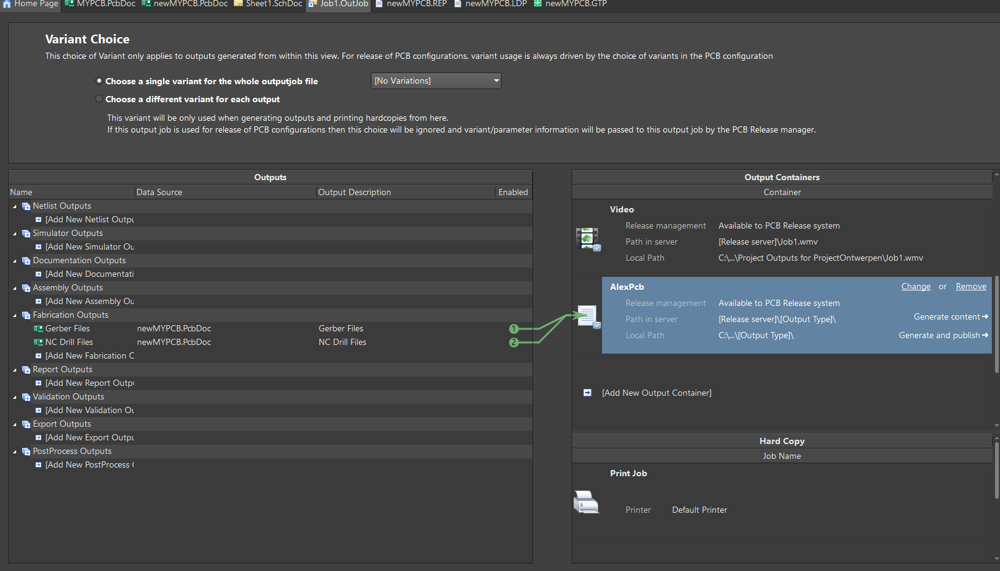 Home Page MYPCB.PcbDoc newMYPCB.PcbDoc Sheet1.SchDoc Job1.OutJob newMYPCB.REP newMYPCB.LDP newMYPCB.GTP
Variant Choice
This choice of Variant only applies to outputs generated from within this view. For release of PCB configurations, variant usage is always driven by the choice of variants in the PCB configuration
Choose a single variant for the whole outputjob file [No Variations]
Choose a different variant for each output
This variant will be only used when generating outputs and printing hardcopies from here.
If this output job is used for release of PCB configurations then this choice will be ignored and variant/parameter information will be passed to this output job by the PCB Release manager.
Outputs
Name Data Source Output Description Enabled
Netlist Outputs
[Add New Netlist Outpu
Simulator Outputs
[Add New Simulator Ou
Documentation Outputs
[Add New Documentati
Assembly Outputs
[Add New Assembly Ou
Fabrication Outputs
Gerber Files newMYPCB.PcbDoc Gerber Files 1
NC Drill Files newMYPCB.PcbDoc NC Drill Files 2
[Add New Fabrication C
Report Outputs
[Add New Report Outpu
Validation Outputs
[Add New Validation Ou
Export Outputs
[Add New Export Outpu
PostProcess Outputs
[Add New PostProcess
Output Containers
Container
Video
Release management Available to PCB Release system
Path in server [Release server]\Job1.wmv
Local Path C:\...\Project Outputs for ProjectOntwerpen\Job1.wmv
AlexPcb Change or Remove
Release management Available to PCB Release system
Path in server [Release server]\[Output Type]\ Generate content
Local Path C:\...\[Output Type]\ Generate and publish
[Add New Output Container]
Hard Copy
Job Name
Print Job
Printer Default Printer